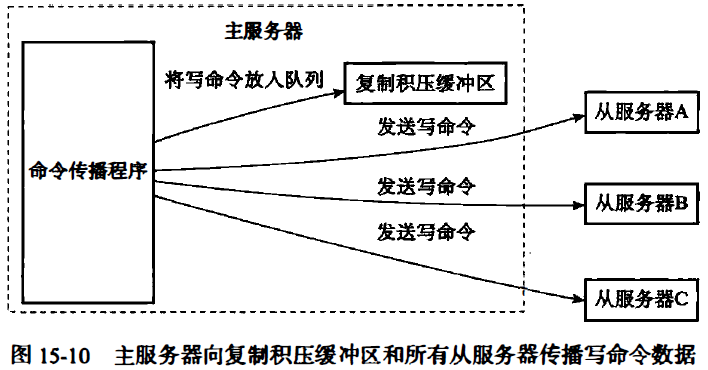 主服务器
将写命令放入队列
复制积压缓冲区
发送写命令
从服务器A
命令传播程序
发送写命令
从服务器B
发送写命令
从服务器C
图 15-10 主服务器向复制积压缓冲区和所有从服务器传播写命令数据